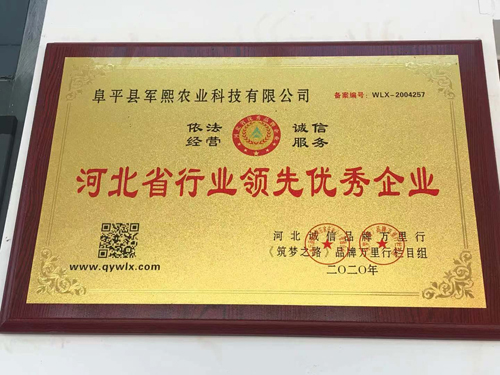 阜平县军熙农业科技有限公司
备案编号：WLX-2004257
依法 诚信
经营 服务
河北省行业领先优秀企业
www.qywlx.com
河北诚信品牌万里行
《筑梦之路》品牌万里行栏目组
二〇二〇年